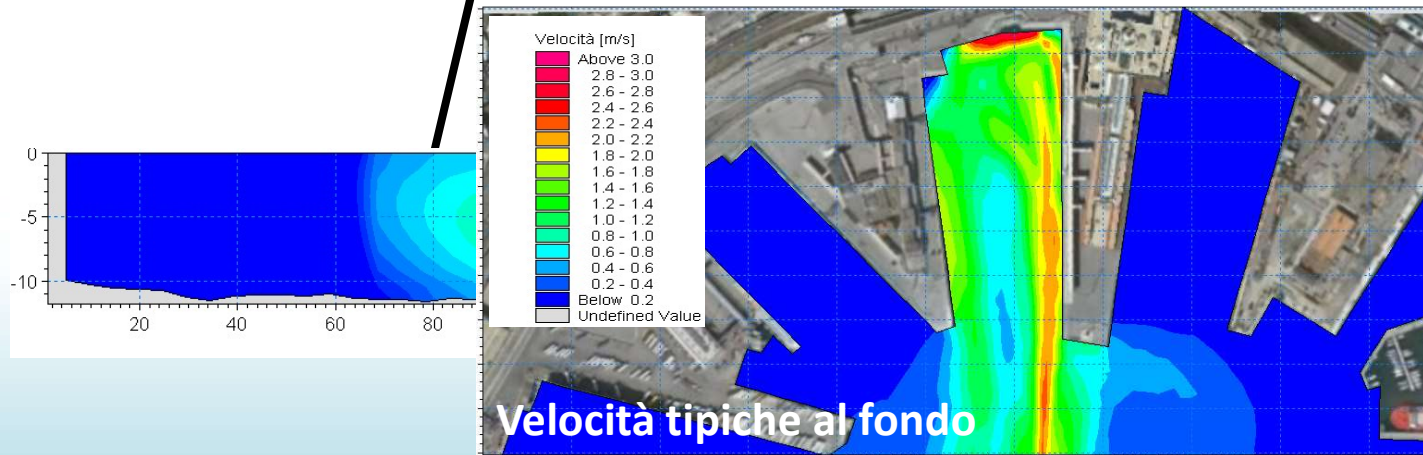 Velocità [m/s]
Above 3.0
2.8 - 3.0
2.6 - 2.8
2.4 - 2.6
2.2 - 2.4
2.0 - 2.2
1.8 - 2.0
1.6 - 1.8
1.4 - 1.6
1.2 - 1.4
1.0 - 1.2
0.8 - 1.0
0.6 - 0.8
0.4 - 0.6
0.2 - 0.4
Below 0.2
Undefined Value
0
-5
-10
20 40 60 80
Velocità tipiche al fondo